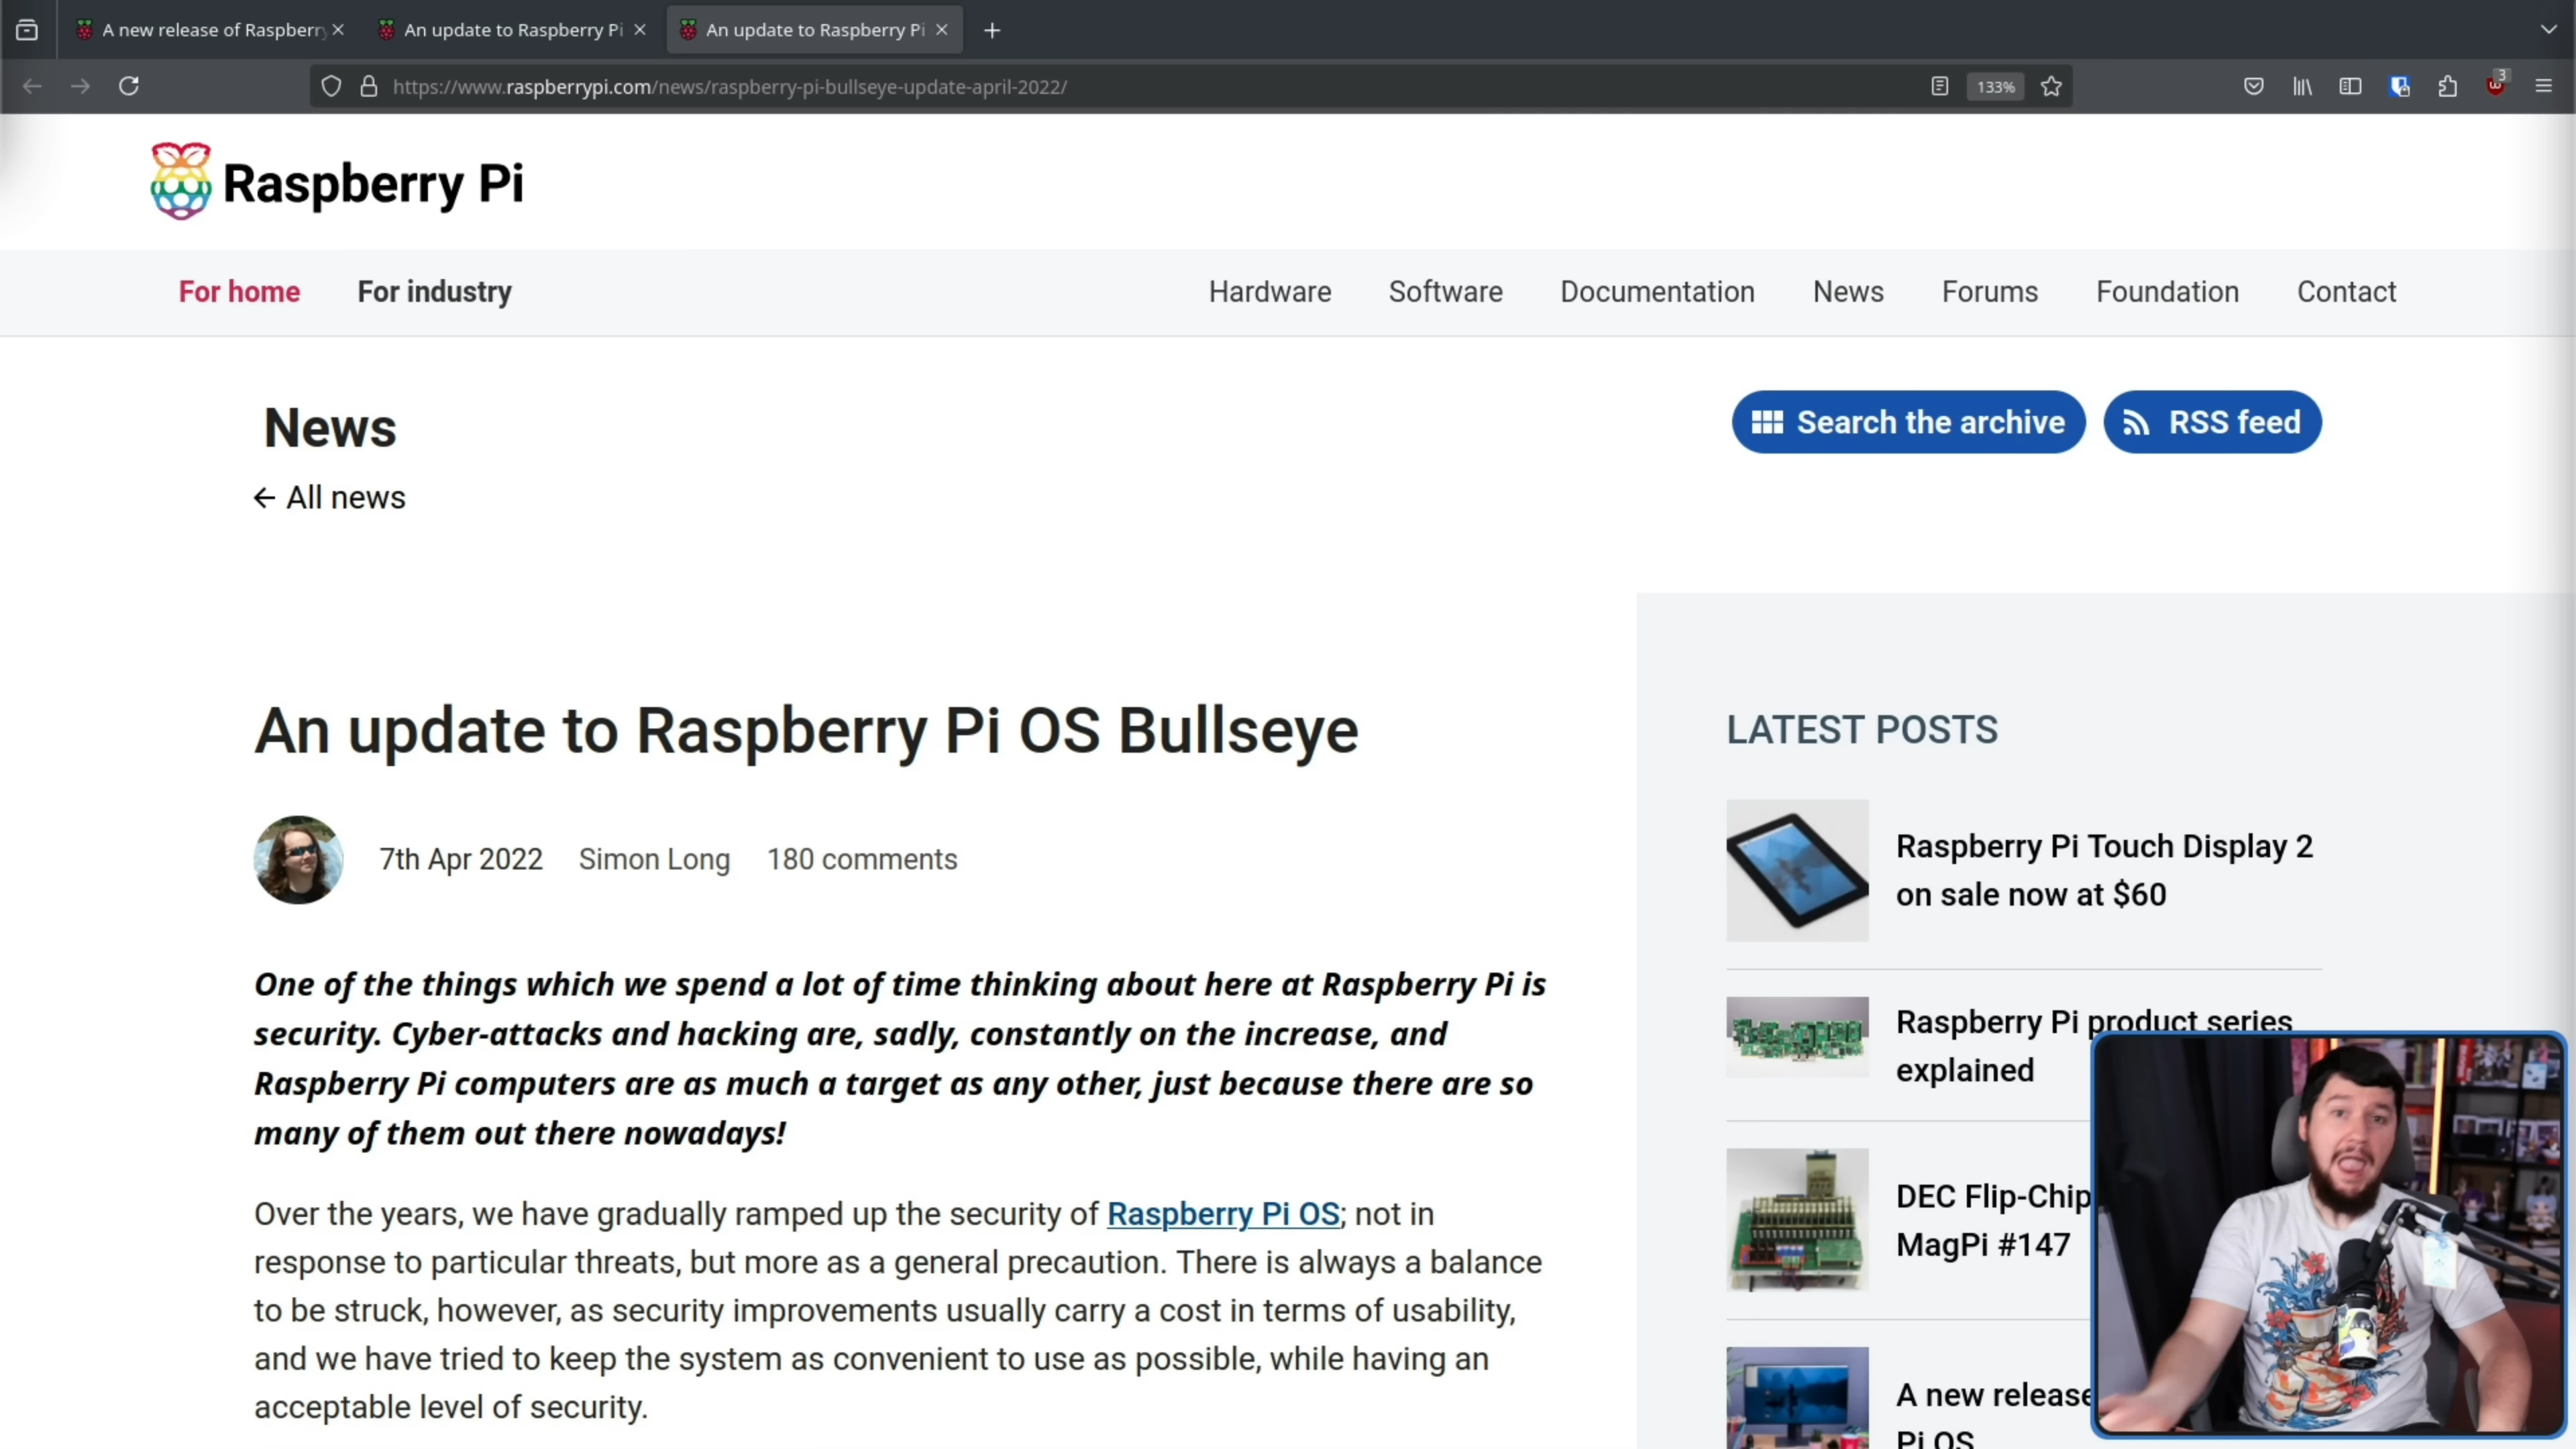 A new release of Raspberry
An update to Raspberry Pi
An update to Raspberry Pi
https://www.raspberrypi.com/news/raspberry-pi-bullseye-update-april-2022/
133%
3
Raspberry Pi
For home
For industry
Hardware
Software
Documentation
News
Forums
Foundation
Contact
News
Search the archive
RSS feed
← All news
An update to Raspberry Pi OS Bullseye
7th Apr 2022 Simon Long 180 comments
One of the things which we spend a lot of time thinking about here at Raspberry Pi is
security. Cyber-attacks and hacking are, sadly, constantly on the increase, and
Raspberry Pi computers are as much a target as any other, just because there are so
many of them out there nowadays!
Over the years, we have gradually ramped up the security of Raspberry Pi OS; not in
response to particular threats, but more as a general precaution. There is always a balance
to be struck, however, as security improvements usually carry a cost in terms of usability,
and we have tried to keep the system as convenient to use as possible, while having an
acceptable level of security.
LATEST POSTS
Raspberry Pi Touch Display 2
on sale now at $60
Raspberry Pi product series
explained
DEC Flip-Chip
MagPi #147
A new release
Pi OS